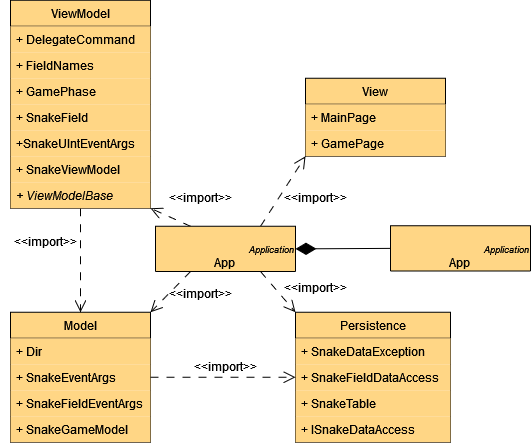 ViewModel
+ DelegateCommand
+ FieldNames
+ GamePhase
+ SnakeField
+SnakeUIntEventArgs
+ SnakeViewModel
+ ViewModelBase
View
+ MainPage
+ GamePage
<<import>>
<<import>>
<<import>>
Application
App
Application
App
<<import>>
<<import>>
Model
+ Dir
+ SnakeEventArgs
+ SnakeFieldEventArgs
+ SnakeGameModel
<<import>>
Persistence
+ SnakeDataException
+ SnakeFieldDataAccess
+ SnakeTable
+ ISnakeDataAccess